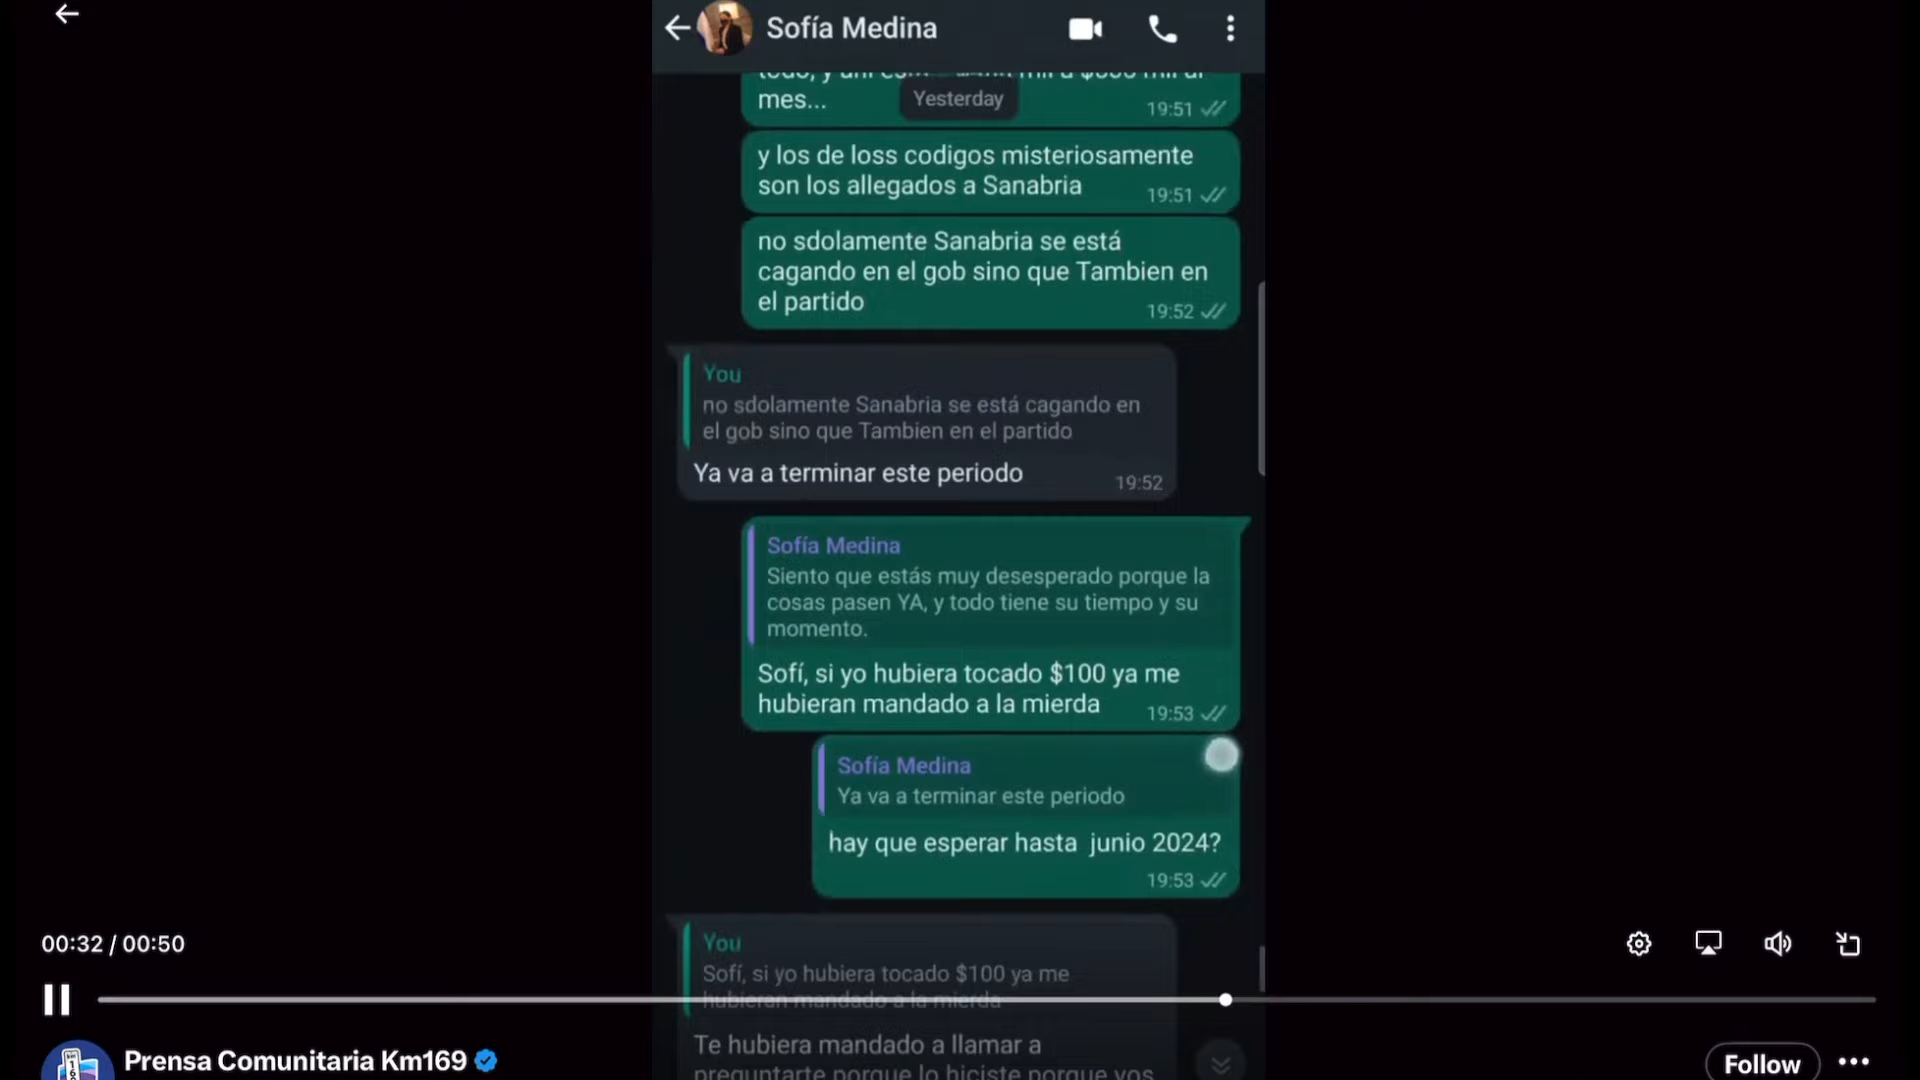 Sofía Medina
mes...
Yesterday
19:51
y los de loss codigos misteriosamente
son los allegados a Sanabria
19:51
no sdolamente Sanabria se está
cagando en el gob sino que Tambien en
el partido
19:52
You
no sdolamente Sanabria se está cagando en
el gob sino que Tambien en el partido
Ya va a terminar este periodo
19:52
Sofía Medina
Siento que estás muy desesperado porque la
cosas pasen YA, y todo tiene su tiempo y su
momento.
Sofí, si yo hubiera tocado $100 ya me
hubieran mandado a la mierda
19:53
Sofía Medina
Ya va a terminar este periodo
hay que esperar hasta junio 2024?
19:53
You
Sofí, si yo hubiera tocado $100 ya me
hubieran mandado a la mierda
Te hubiera mandado a llamar a
preguntarte porque lo hiciste porque vos
00:32 / 00:50
Prensa Comunitaria Km169
Follow